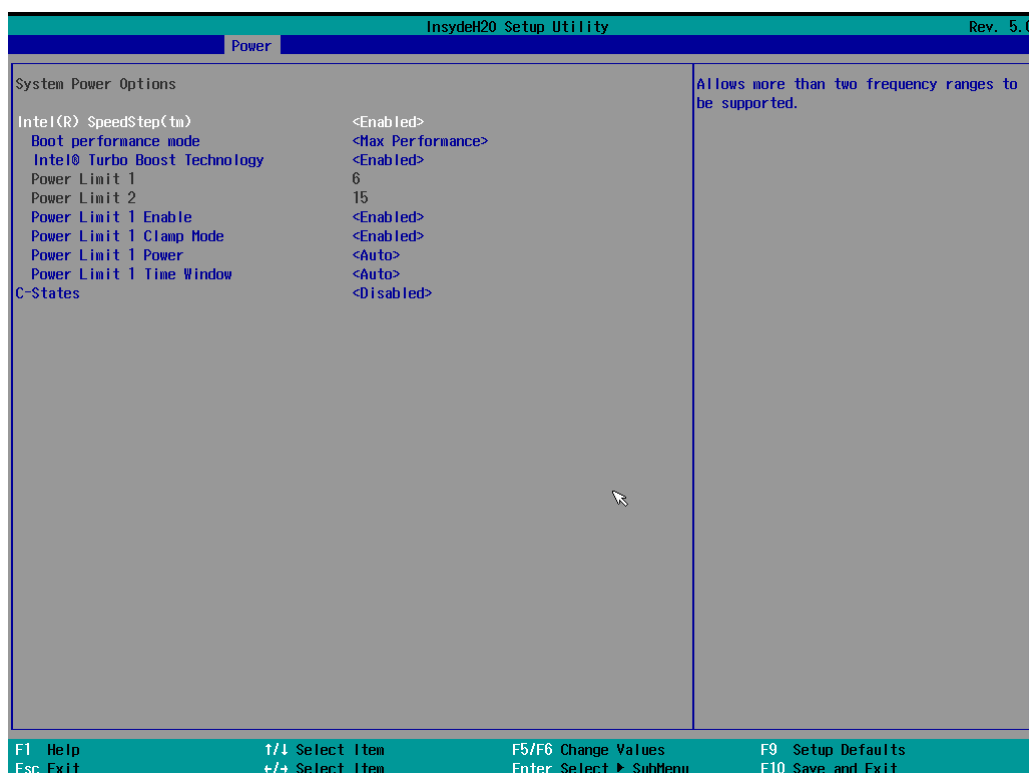 InsydeH20 Setup Utility Rev. 5.0
Power
System Power Options
Allows more than two frequency ranges to
be supported.
Intel(R) SpeedStep(tm) <Enabled>
Boot performance mode <Max Performance>
Intel® Turbo Boost Technology <Enabled>
Power Limit 1 6
Power Limit 2 15
Power Limit 1 Enable <Enabled>
Power Limit 1 Clamp Mode <Enabled>
Power Limit 1 Power <Auto>
Power Limit 1 Time Window <Auto>
C-States <Disabled>
F1 Help ↑/↓ Select Item F5/F6 Change Values F9 Setup Defaults
Esc Exit ←/→ Select Item Enter Select ▶ SubMenu F10 Save and Exit